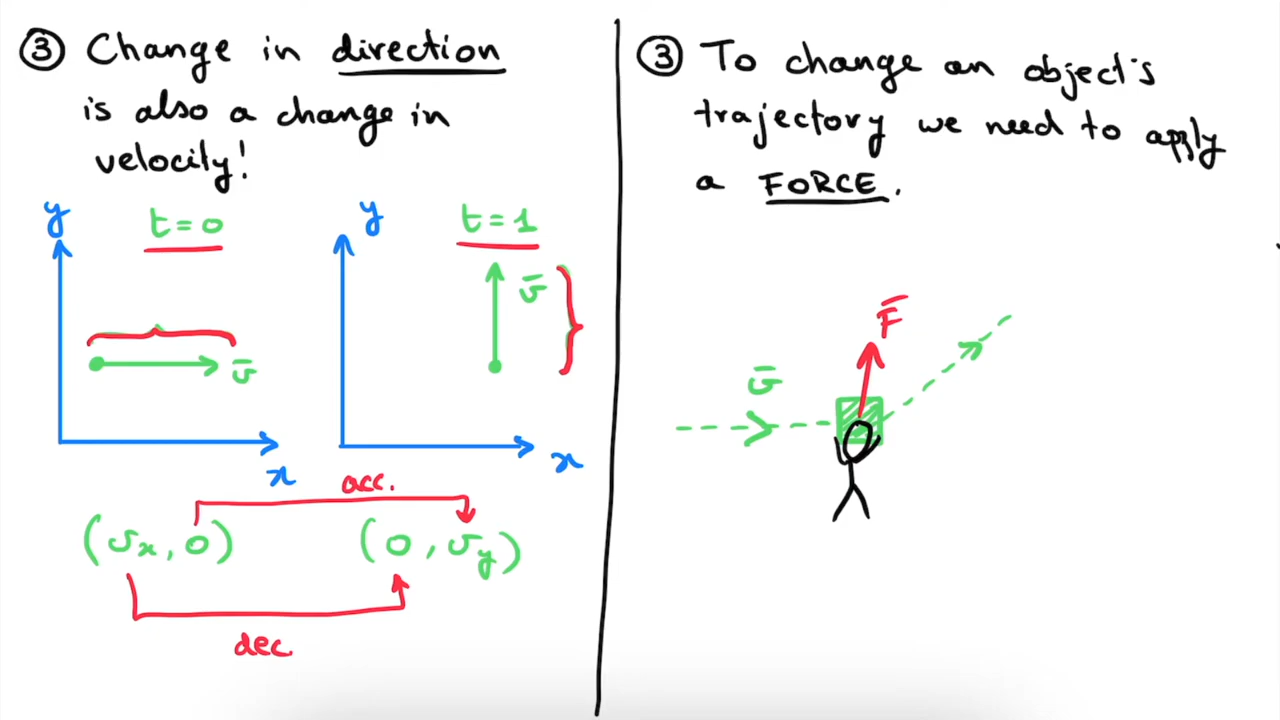 ③ Change in direction
is also a change in
velocity!
y
t=0
v̄
x
y
t=1
v̄
x
acc.
(vx, 0)
(0, vy)
dec.
③ To change an object's
trajectory we need to apply
a FORCE.
F̄
v̄